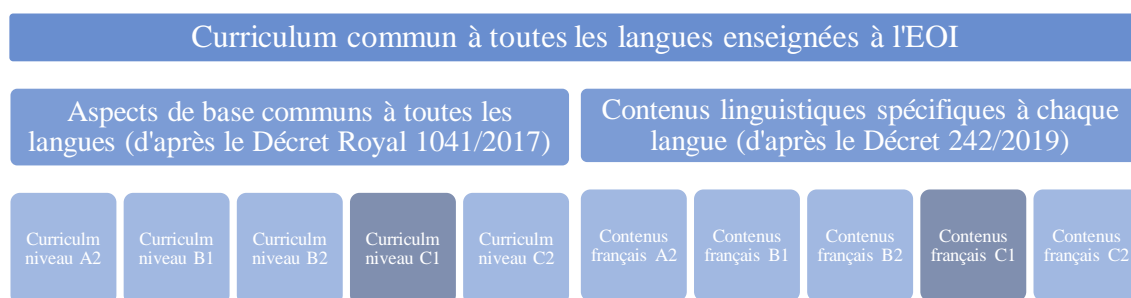 Curriculum commun à toutes les langues enseignées à l'EOI
Aspects de base communs à toutes les
langues (d'après le Décret Royal 1041/2017)
Contenus linguistiques spécifiques à chaque
langue (d'après le Décret 242/2019)
Curriculm
niveau A2
Curriculm
niveau B1
Curriculm
niveau B2
Curriculm
niveau C1
Curriculm
niveau C2
Contenus
français A2
Contenus
français B1
Contenus
français B2
Contenus
français C1
Contenus
français C2